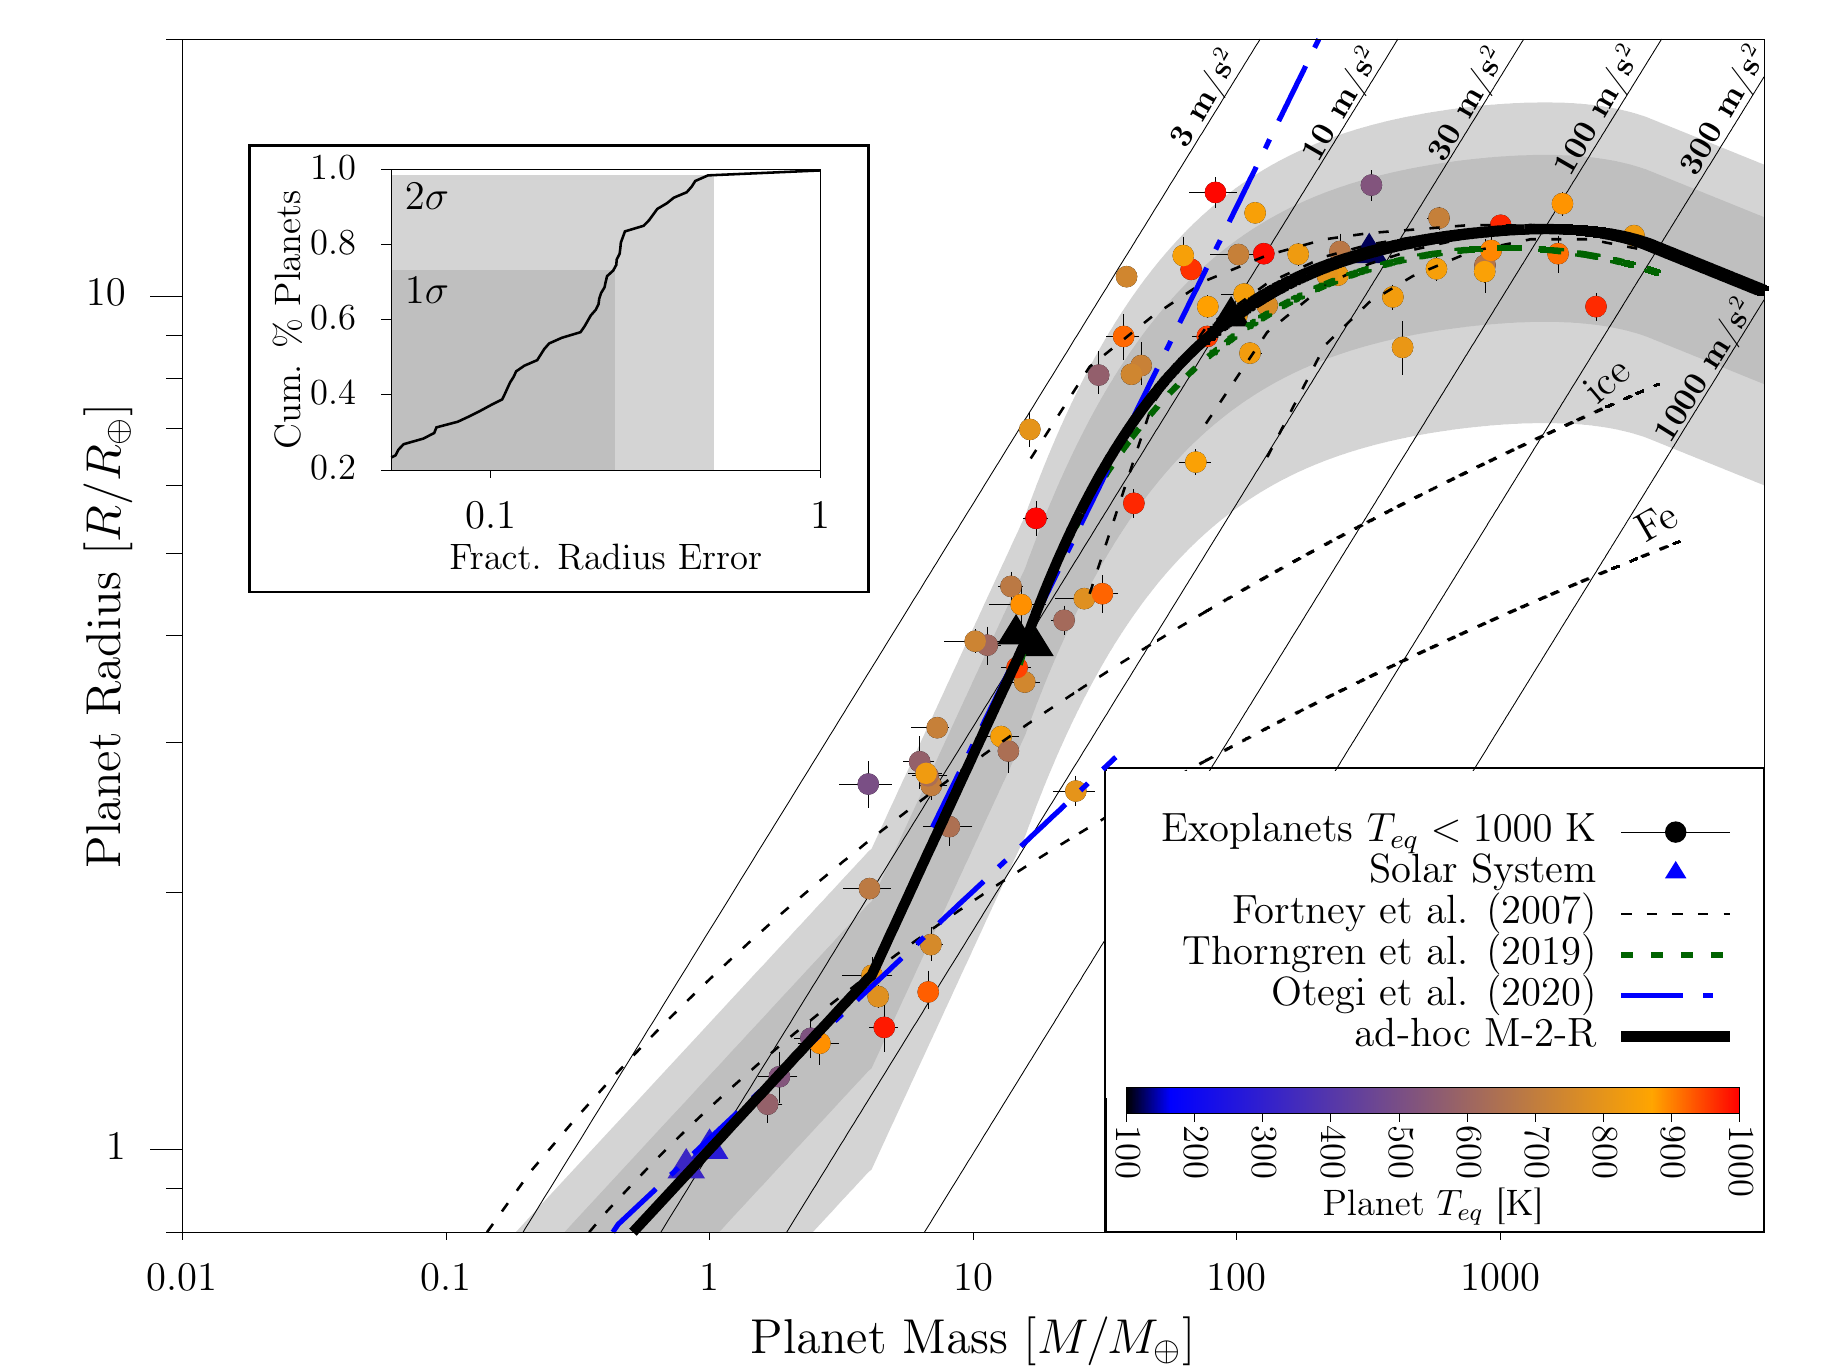 3 m/s²
10 m/s²
30 m/s²
100 m/s²
300 m/s²
1000 m/s²
ice
Fe
1.0
0.8
0.6
0.4
0.2
Cum. % Planets
2σ
1σ
0.1 1
Fract. Radius Error
Planet Radius [R/R⊕]
10
1
Exoplanets T_eq < 1000 K
Solar System
Fortney et al. (2007)
Thorngren et al. (2019)
Otegi et al. (2020)
ad-hoc M-2-R
100 200 300 400 500 600 700 800 900 1000
Planet T_eq [K]
0.01 0.1 1 10 100 1000
Planet Mass [M/M⊕]